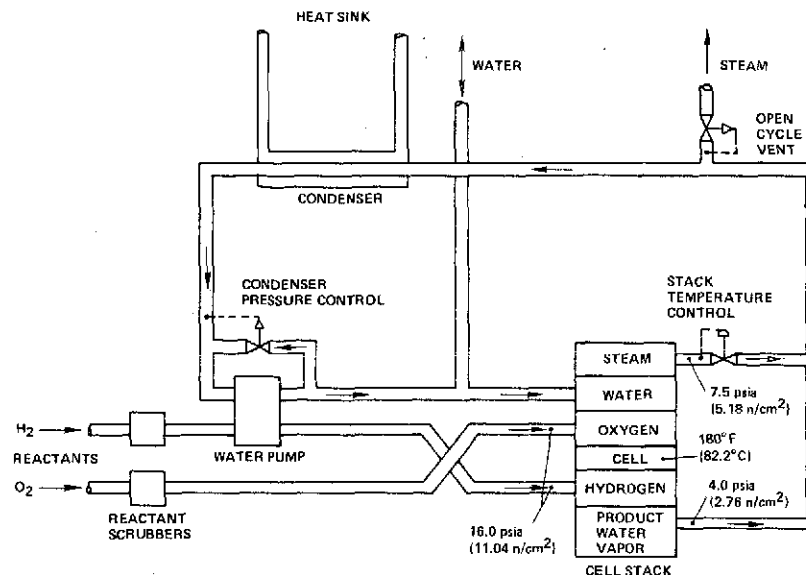 HEAT SINK
WATER
STEAM
OPEN
CYCLE
VENT
CONDENSER
CONDENSER
PRESSURE CONTROL
STACK
TEMPERATURE
CONTROL
STEAM
7.5 psia
(5.18 n/cm²)
WATER
H₂
REACTANTS
O₂
WATER PUMP
OXYGEN
CELL
180°F
(82.2°C)
HYDROGEN
4.0 psia
(2.76 n/cm²)
REACTANT
SCRUBBERS
16.0 psia
(11.04 n/cm²)
PRODUCT
WATER
VAPOR
CELL STACK